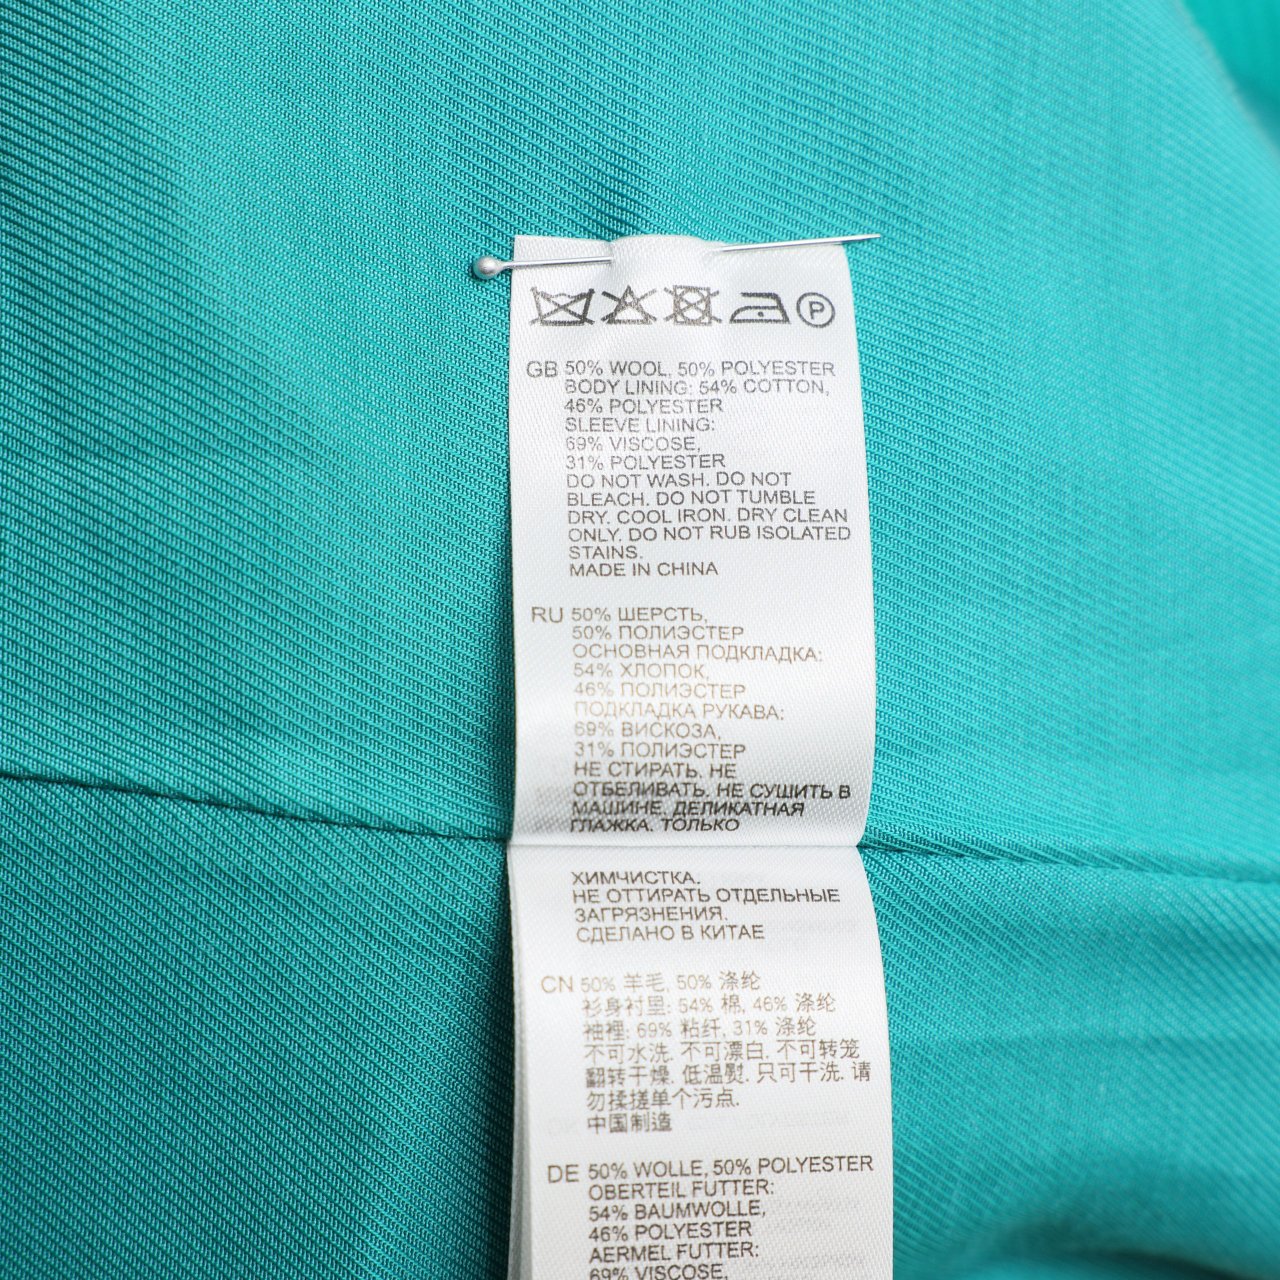 P
GB 50% WOOL, 50% POLYESTER
BODY LINING: 54% COTTON,
46% POLYESTER
SLEEVE LINING:
69% VISCOSE,
31% POLYESTER
DO NOT WASH. DO NOT
BLEACH. DO NOT TUMBLE
DRY. COOL IRON. DRY CLEAN
ONLY. DO NOT RUB ISOLATED
STAINS.
MADE IN CHINA
RU 50% ШЕРСТЬ,
50% ПОЛИЭСТЕР
ОСНОВНАЯ ПОДКЛАДКА:
54% ХЛОПОК,
46% ПОЛИЭСТЕР
ПОДКЛАДКА РУКАВА:
69% ВИСКОЗА,
31% ПОЛИЭСТЕР
НЕ СТИРАТЬ. НЕ
ОТБЕЛИВАТЬ. НЕ СУШИТЬ В
МАШИНЕ. ДЕЛИКАТНАЯ
ГЛАЖКА. ТОЛЬКО
ХИМЧИСТКА.
НЕ ОТТИРАТЬ ОТДЕЛЬНЫЕ
ЗАГРЯЗНЕНИЯ.
СДЕЛАНО В КИТАЕ
CN 50% 羊毛, 50% 涤纶
衫身衬里: 54% 棉, 46% 涤纶
袖裡: 69% 粘纤, 31% 涤纶
不可水洗. 不可漂白. 不可转笼
翻转干燥. 低温熨. 只可干洗. 请
勿揉搓单个污点.
中国制造
DE 50% WOLLE, 50% POLYESTER
OBERTEIL FUTTER:
54% BAUMWOLLE,
46% POLYESTER
AERMEL FUTTER:
69% VISCOSE,